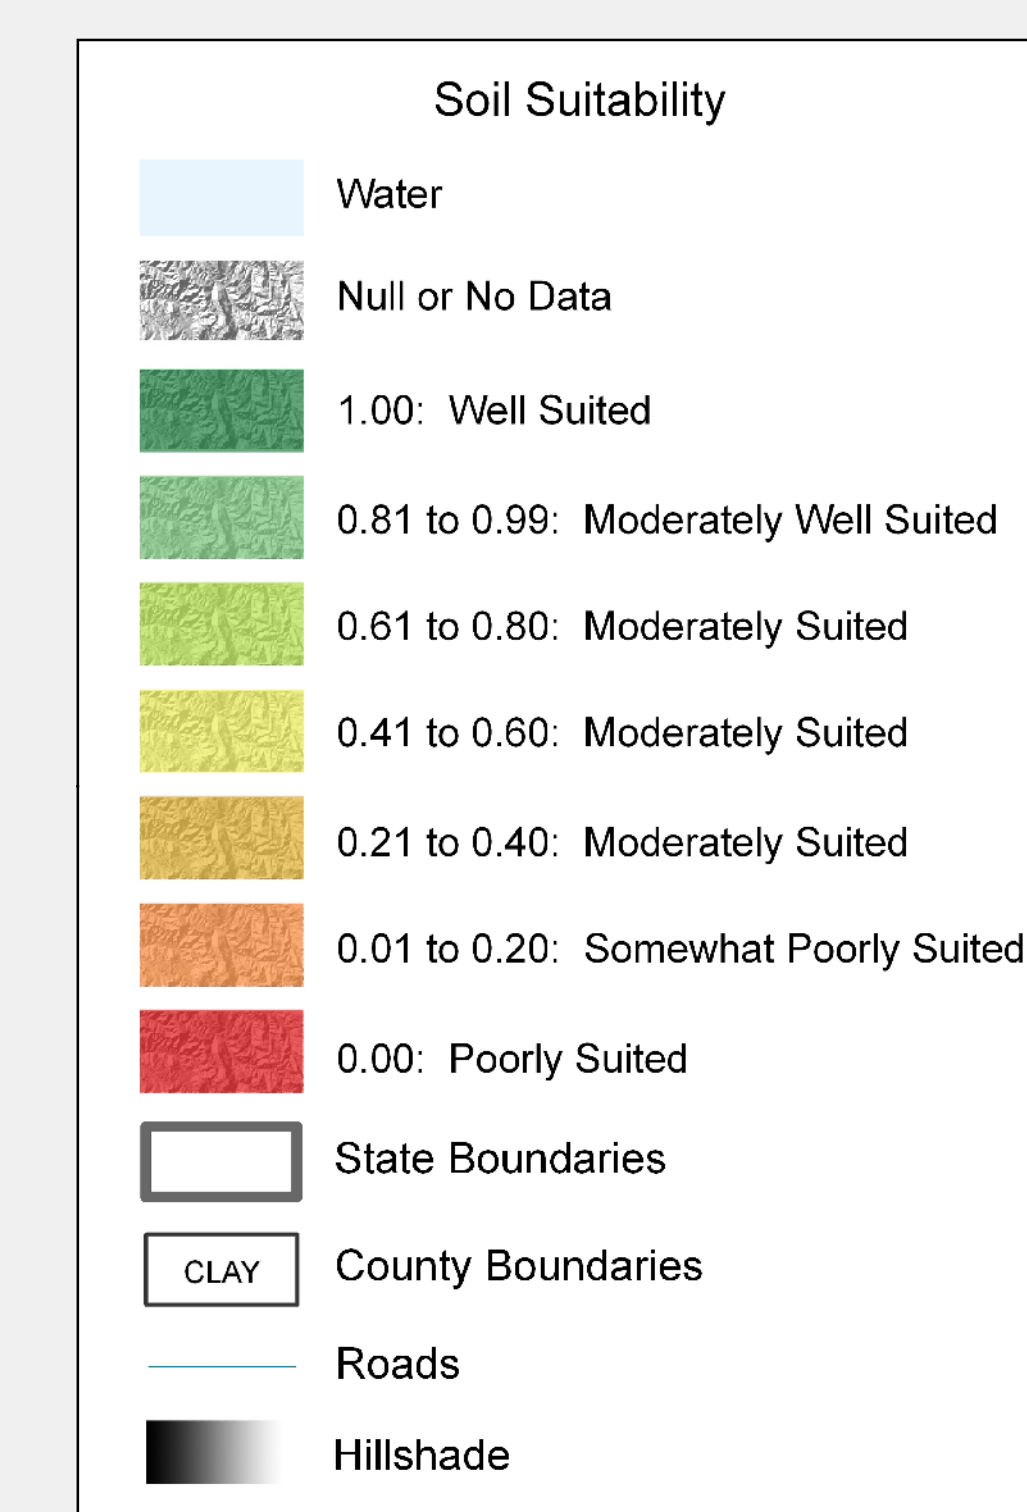 Soil Suitability
Water
Null or No Data
1.00: Well Suited
0.81 to 0.99: Moderately Well Suited
0.61 to 0.80: Moderately Suited
0.41 to 0.60: Moderately Suited
0.21 to 0.40: Moderately Suited
0.01 to 0.20: Somewhat Poorly Suited
0.00: Poorly Suited
State Boundaries
CLAY County Boundaries
Roads
Hillshade